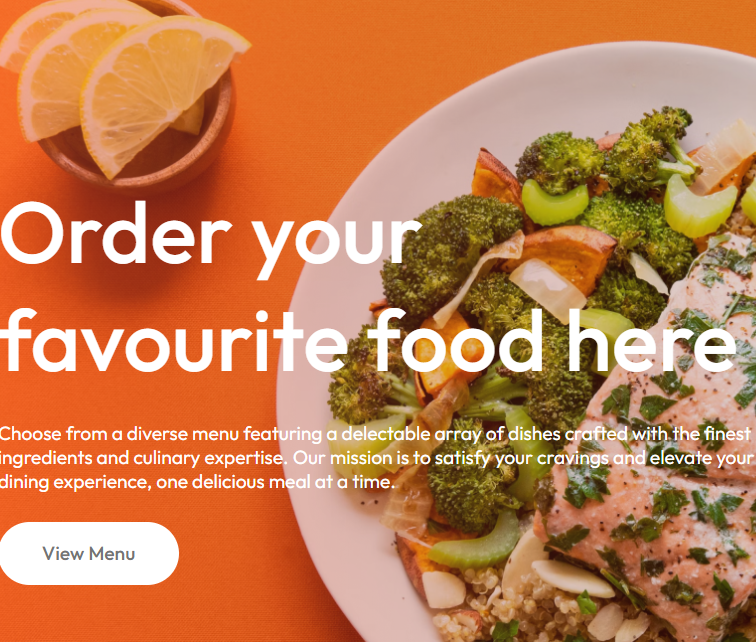 Order your
favourite food here
Choose from a diverse menu featuring a delectable array of dishes crafted with the finest
ingredients and culinary expertise. Our mission is to satisfy your cravings and elevate your
dining experience, one delicious meal at a time.
View Menu